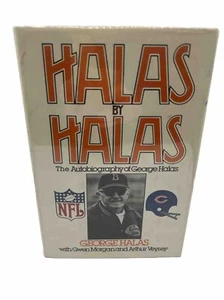 HALAS
BY
HALAS
The Autobiography of George Halas
NFL
B
C
GEORGE HALAS
with Gwen Morgan and Arthur Veysey